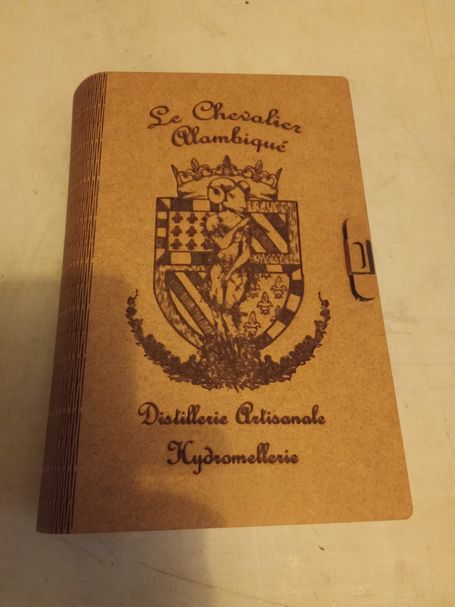 Le Chevalier
Alambiqué
Distillerie Artisanale
Hydromellerie